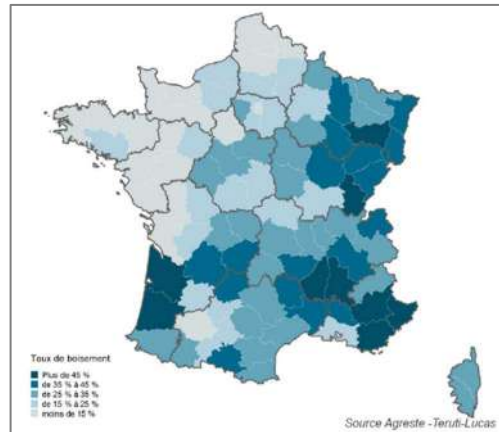 Taux de boisement
Plus de 45 %
de 35 % à 45 %
de 25 % à 35 %
de 15 % à 25 %
moins de 15 %
Source Agreste -Teruti-Lucas